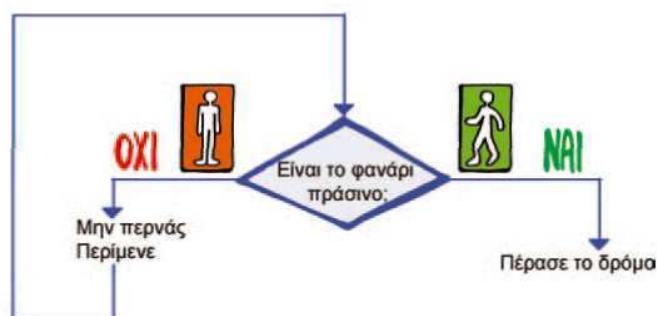 ΟΧΙ
ΝΑΙ
Είναι το φανάρι
πράσινο;
Μην περνάς
Περίμενε
Πέρασε το δρόμο